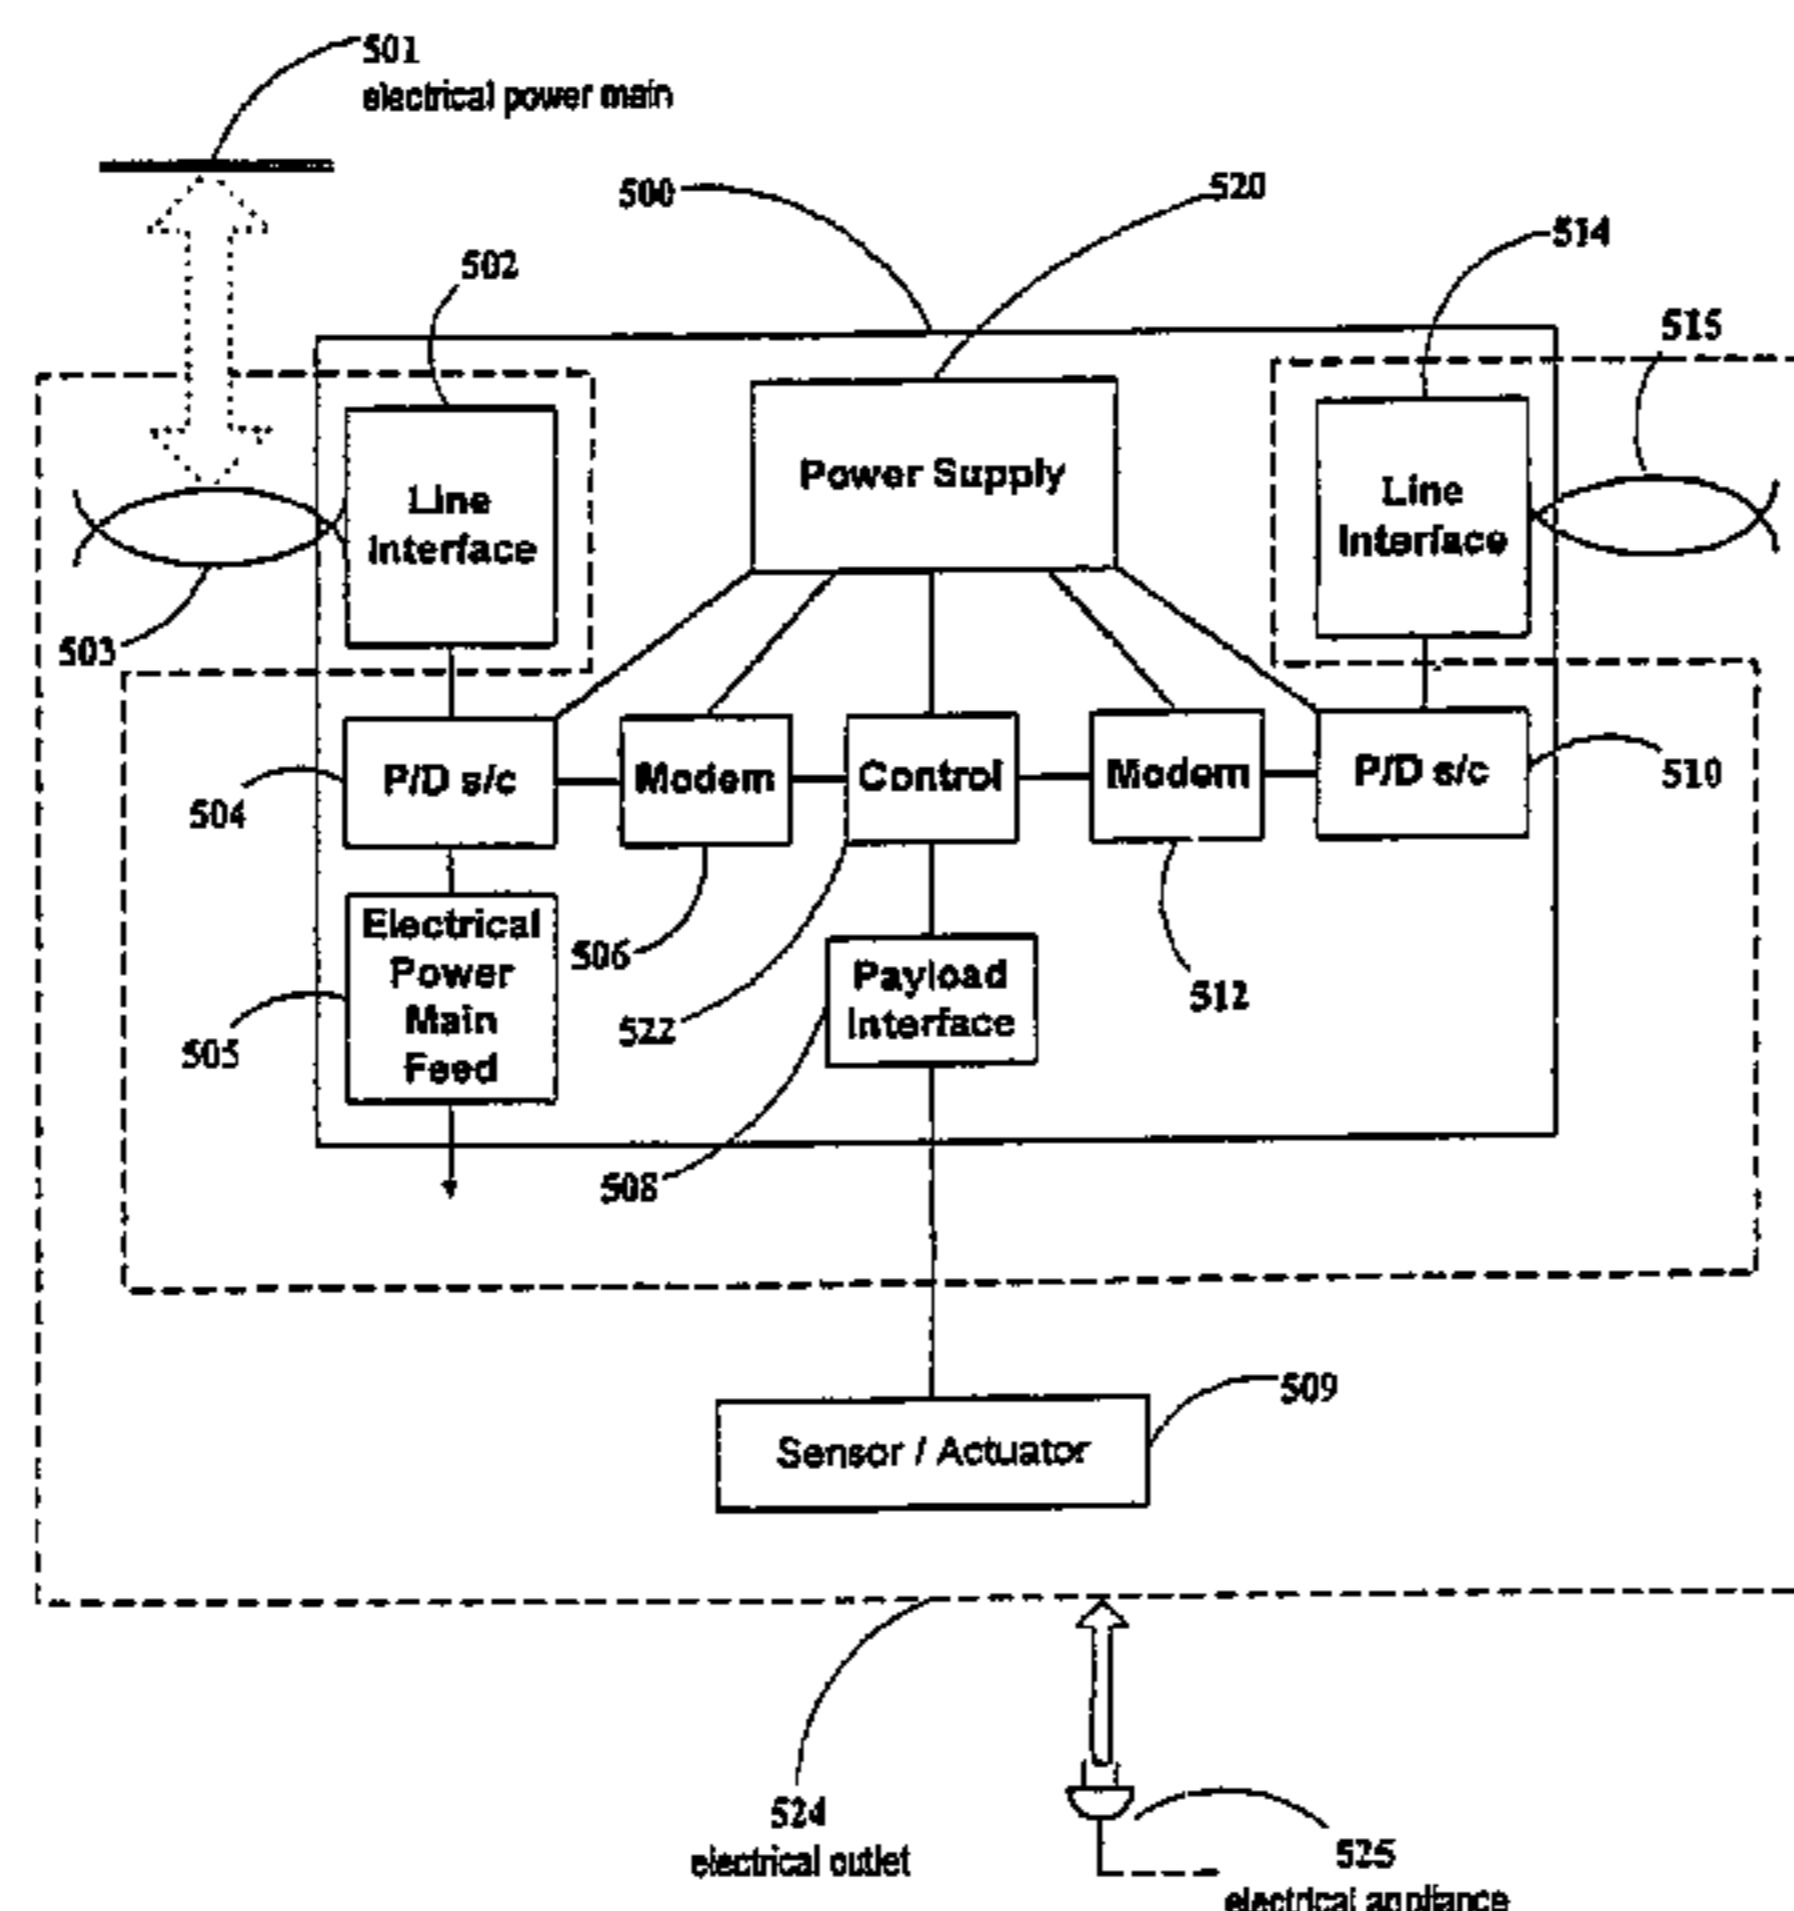 501
electrical power main
500
520
514
502
515
Line
Interface
Power Supply
Line
Interface
503
P/D s/c
Modem
Control
Modem
P/D s/c
504
510
Electrical
Power
Main
Feed
506
Payload
Interface
512
522
505
508
509
Sensor / Actuator
524
electrical outlet
525
electrical appliance